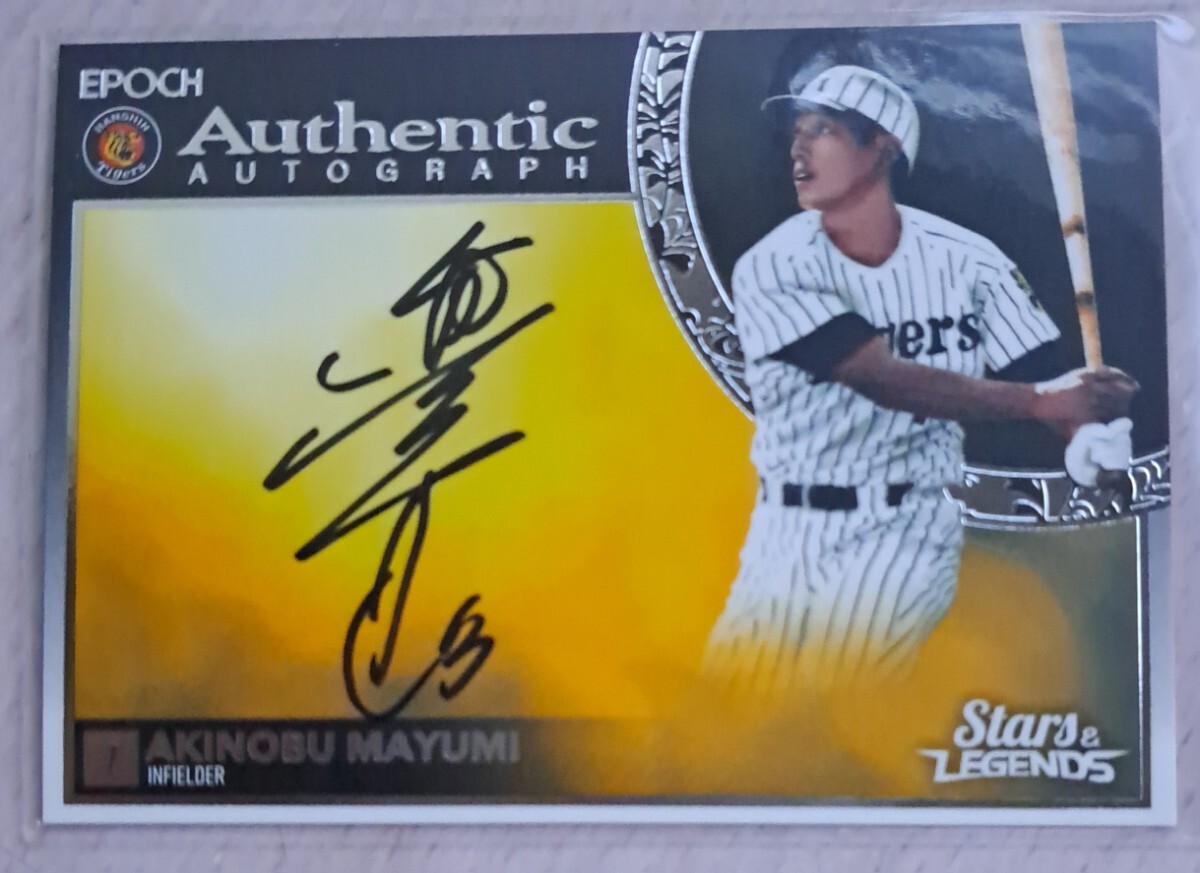 EPOCH
HANSHIN
Tigers
Authentic
AUTOGRAPH
gers
7
AKINOBU MAYUMI
INFIELDER
Stars &
LEGENDS